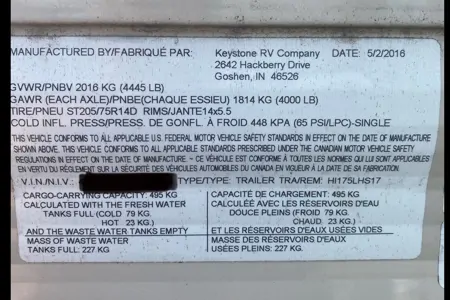 MANUFACTURED BY/FABRIQUÉ PAR: Keystone RV Company DATE: 5/2/2016
2642 Hackberry Drive
Goshen, IN 46526
GVWR/PNBV 2016 KG (4445 LB)
GAWR (EACH AXLE)/PNBE(CHAQUE ESSIEU) 1814 KG (4000 LB)
TIRE/PNEU ST205/75R14D RIMS/JANTE14x5.5
COLD INFL. PRESS/PRESS. DE GONFL. À FROID 448 KPA (65 PSI/LPC)-SINGLE
THIS VEHICLE CONFORMS TO ALL APPLICABLE U.S. FEDERAL MOTOR VEHICLE SAFETY STANDARDS IN EFFECT ON THE DATE OF MANUFACTURE
SHOWN ABOVE. THIS VEHICLE CONFORMS TO ALL APPLICABLE STANDARDS PRESCRIBED UNDER THE CANADIAN MOTOR VEHICLE SAFETY
REGULATIONS IN EFFECT ON THE DATE OF MANUFACTURE - CE VÉHICULE EST CONFORME À TOUTES LES NORMES QUI LUI SONT APPLICABLES
EN VERTU DU RÈGLEMENT SUR LA SÉCURITÉ DES VÉHICULES AUTOMOBILES DU CANADA EN VIGUEUR À LA DATE DE SA FABRICATION.
V.I.N/N.I.V.: TYPE/TYPE: TRAILER TRA/REM: HI175LHS17
CARGO-CARRYING CAPACITY: 495 KG
CALCULATED WITH THE FRESH WATER
TANKS FULL (COLD 79 KG.
HOT 23 KG.)
AND THE WASTE WATER TANKS EMPTY
MASS OF WASTE WATER
TANKS FULL: 227 KG.
CAPACITÉ DE CHARGEMENT: 495 KG.
CALCULÉE AVEC LES RÉSERVOIRS D'EAU
DOUCE PLEINS (FROID 79 KG.
CHAUD 23 KG.)
ET LES RÉSERVOIRS D'EAUX USÉES VIDES
MASSE DES RÉSERVOIRS D'EAUX
USÉES PLEINS: 227 KG.